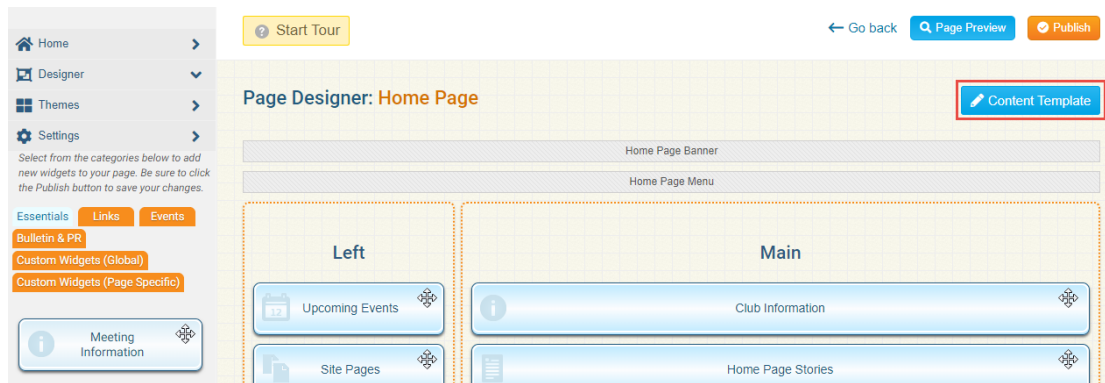 Start Tour
Go back
Page Preview
Publish
Home
Designer
Themes
Settings
Select from the categories below to add
new widgets to your page. Be sure to click
the Publish button to save your changes.
Essentials
Links
Events
Bulletin & PR
Custom Widgets (Global)
Custom Widgets (Page Specific)
Meeting
Information
Page Designer: Home Page
Content Template
Home Page Banner
Home Page Menu
Left
Main
12
Upcoming Events
Club Information
Site Pages
Home Page Stories